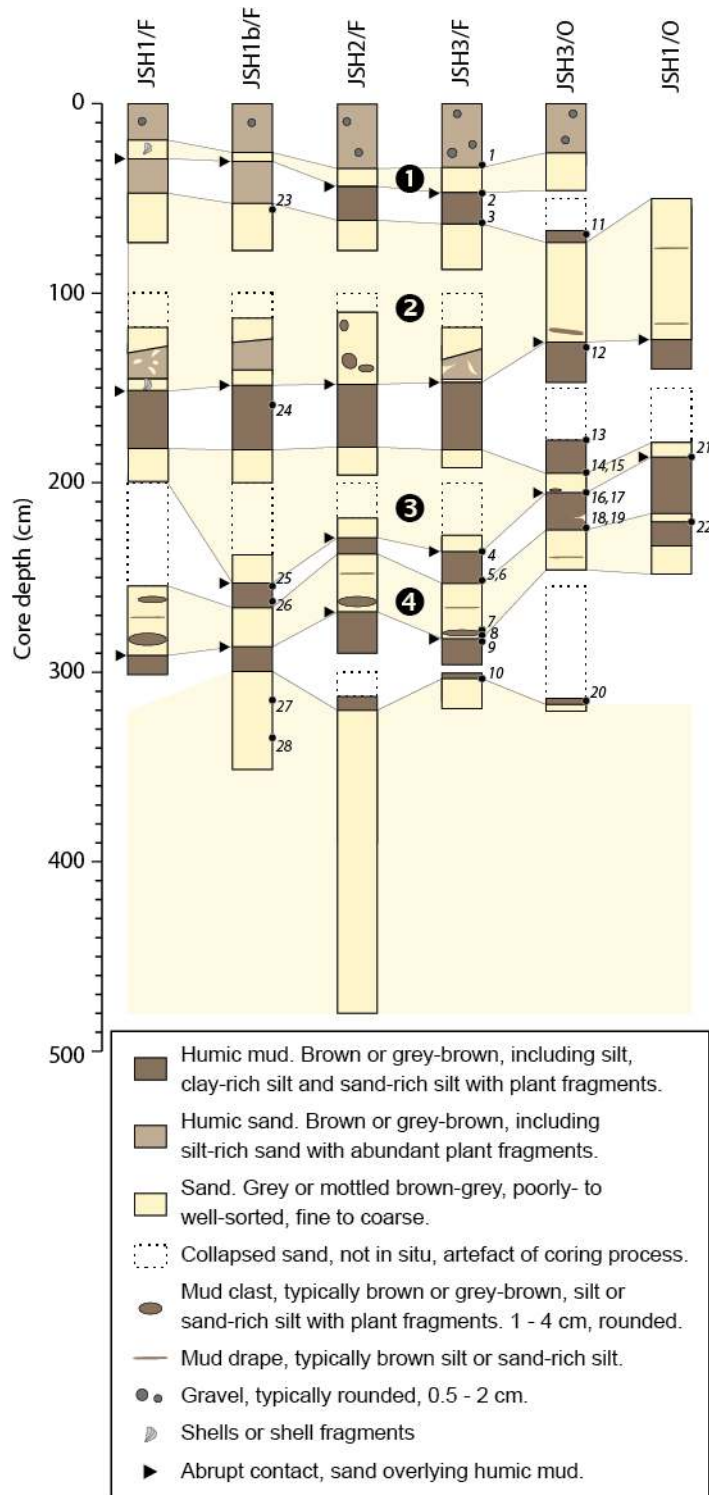 JSH1/F JSH1b/F JSH2/F JSH3/F JSH3/O JSH1/O
0
1
1
2
23
3
11
100
2
12
24
13
21
14, 15
200
16, 17
3
18, 19
22
4
25
5,6
26
4
7
8
9
300
10
20
27
28
400
500
Core depth (cm)
Humic mud. Brown or grey-brown, including silt,
clay-rich silt and sand-rich silt with plant fragments.
Humic sand. Brown or grey-brown, including
silt-rich sand with abundant plant fragments.
Sand. Grey or mottled brown-grey, poorly- to
well-sorted, fine to coarse.
Collapsed sand, not in situ, artefact of coring process.
Mud clast, typically brown or grey-brown, silt or
sand-rich silt with plant fragments. 1 - 4 cm, rounded.
Mud drape, typically brown silt or sand-rich silt.
Gravel, typically rounded, 0.5 - 2 cm.
Shells or shell fragments
Abrupt contact, sand overlying humic mud.